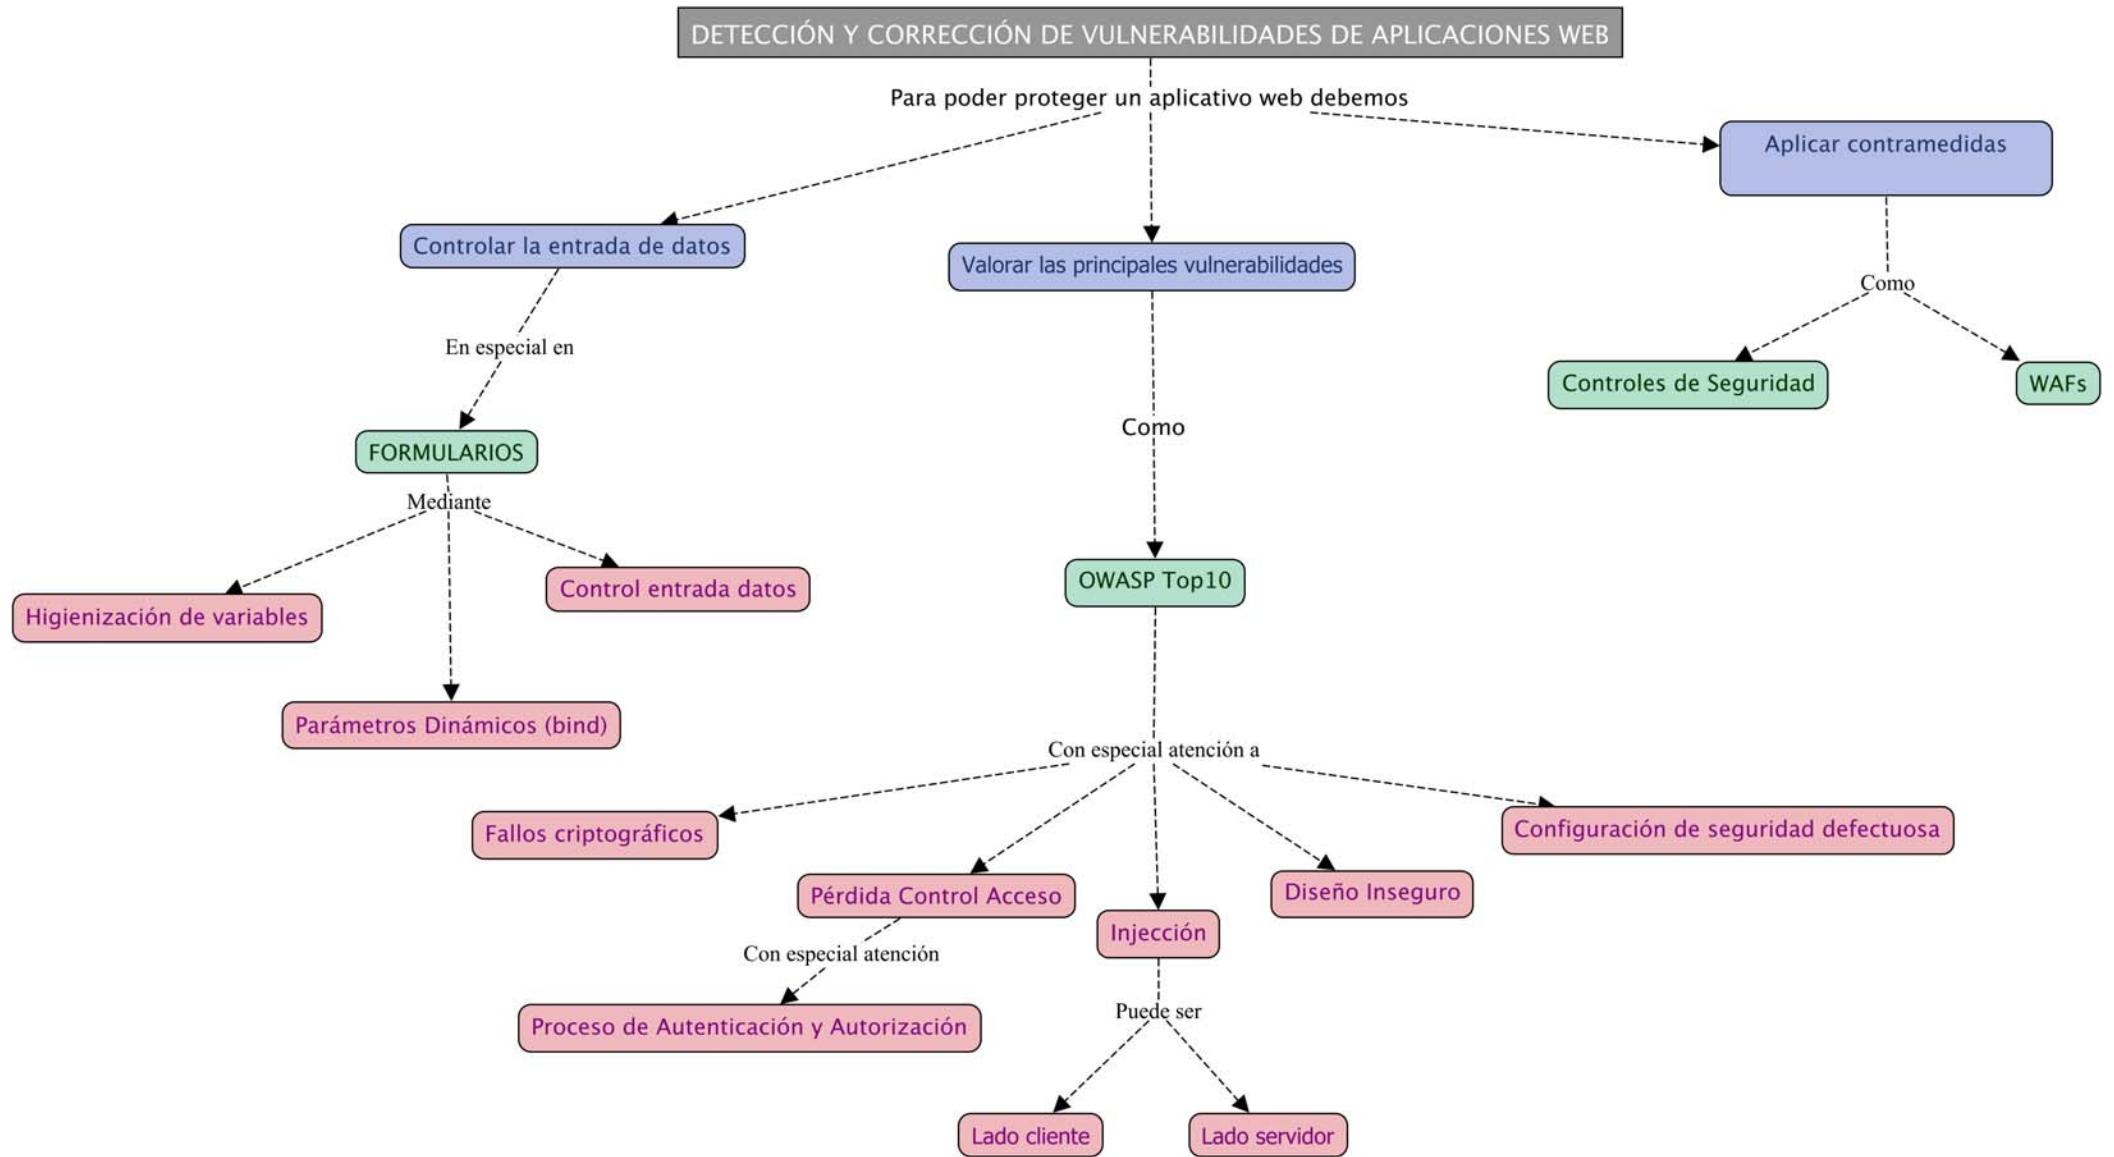 DETECCIÓN Y CORRECCIÓN DE VULNERABILIDADES DE APLICACIONES WEB
Para poder proteger un aplicativo web debemos
Aplicar contramedidas
Controlar la entrada de datos
Valorar las principales vulnerabilidades
Como
En especial en
Controles de Seguridad
WAFs
Como
FORMULARIOS
Mediante
OWASP Top10
Control entrada datos
Higienización de variables
Parámetros Dinámicos (bind)
Con especial atención a
Fallos criptográficos
Configuración de seguridad defectuosa
Pérdida Control Acceso
Diseño Inseguro
Injección
Con especial atención
Proceso de Autenticación y Autorización
Puede ser
Lado cliente
Lado servidor